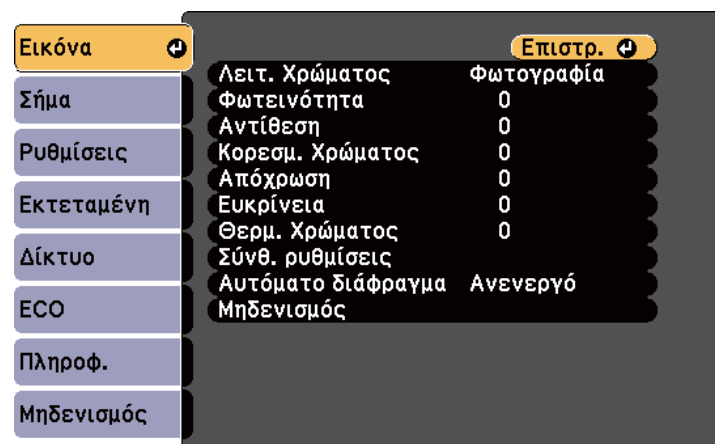 Εικόνα
Σήμα
Ρυθμίσεις
Εκτεταμένη
Δίκτυο
ECO
Πληροφ.
Μηδενισμός
Επιστρ.
Λειτ. Χρώματος Φωτογραφία
Φωτεινότητα 0
Αντίθεση 0
Κορεσμ. Χρώματος 0
Απόχρωση 0
Ευκρίνεια 0
Θερμ. Χρώματος 0
Σύνθ. ρυθμίσεις
Αυτόματο διάφραγμα Ανενεργό
Μηδενισμός